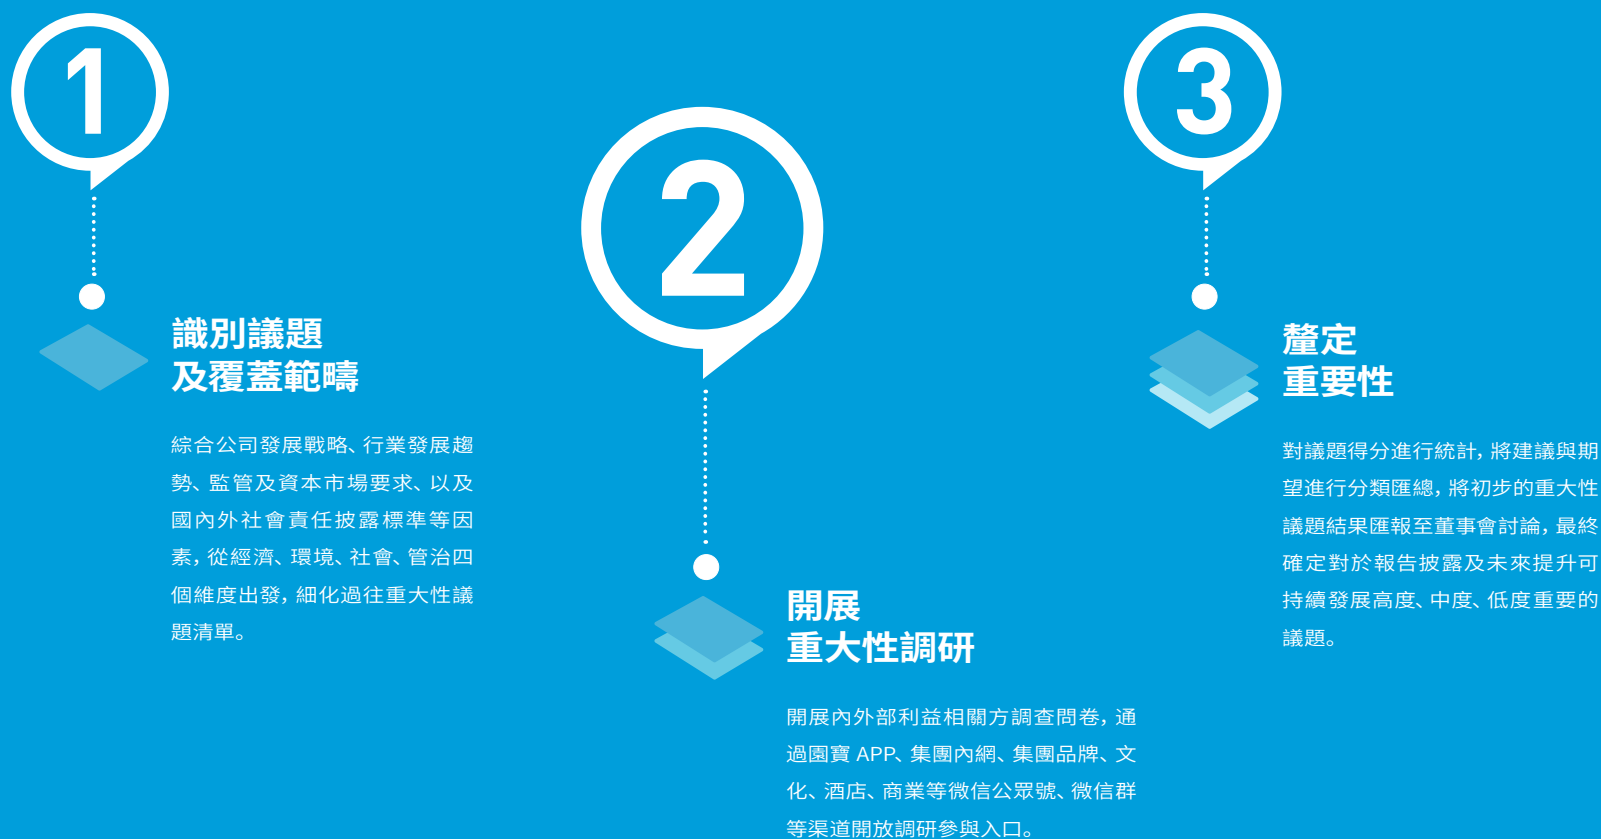 1
識別議題
及覆蓋範疇
綜合公司發展戰略、行業發展趨
勢、監管及資本市場要求、以及
國內外社會責任披露標準等因
素，從經濟、環境、社會、管治四
個維度出發，細化過往重大性議
題清單。
2
開展
重大性調研
開展內外部利益相關方調查問卷，通
過園寶 APP、集團內網、集團品牌、文
化、酒店、商業等微信公眾號、微信群
等渠道開放調研參與入口。
3
釐定
重要性
對議題得分進行統計，將建議與期
望進行分類匯總，將初步的重大性
議題結果匯報至董事會討論，最終
確定對於報告披露及未來提升可
持續發展高度、中度、低度重要的
議題。